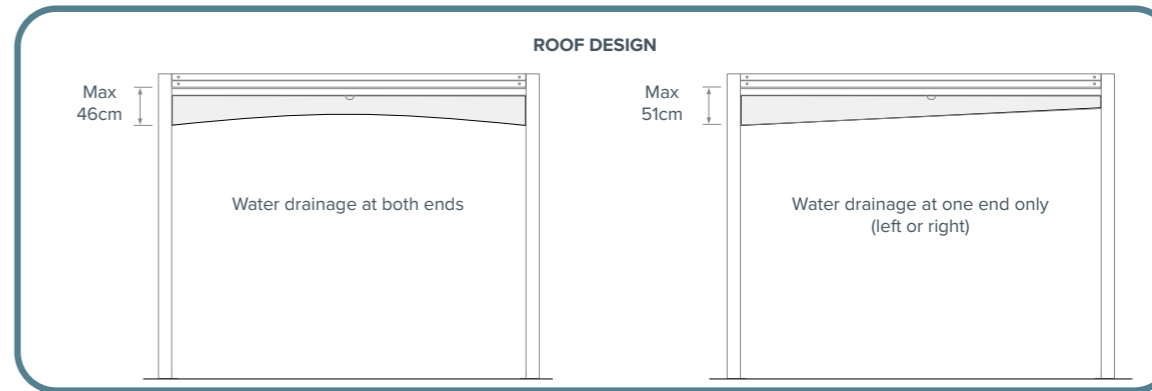 ROOF DESIGN
Max
46cm
Water drainage at both ends
Max
51cm
Water drainage at one end only
(left or right)